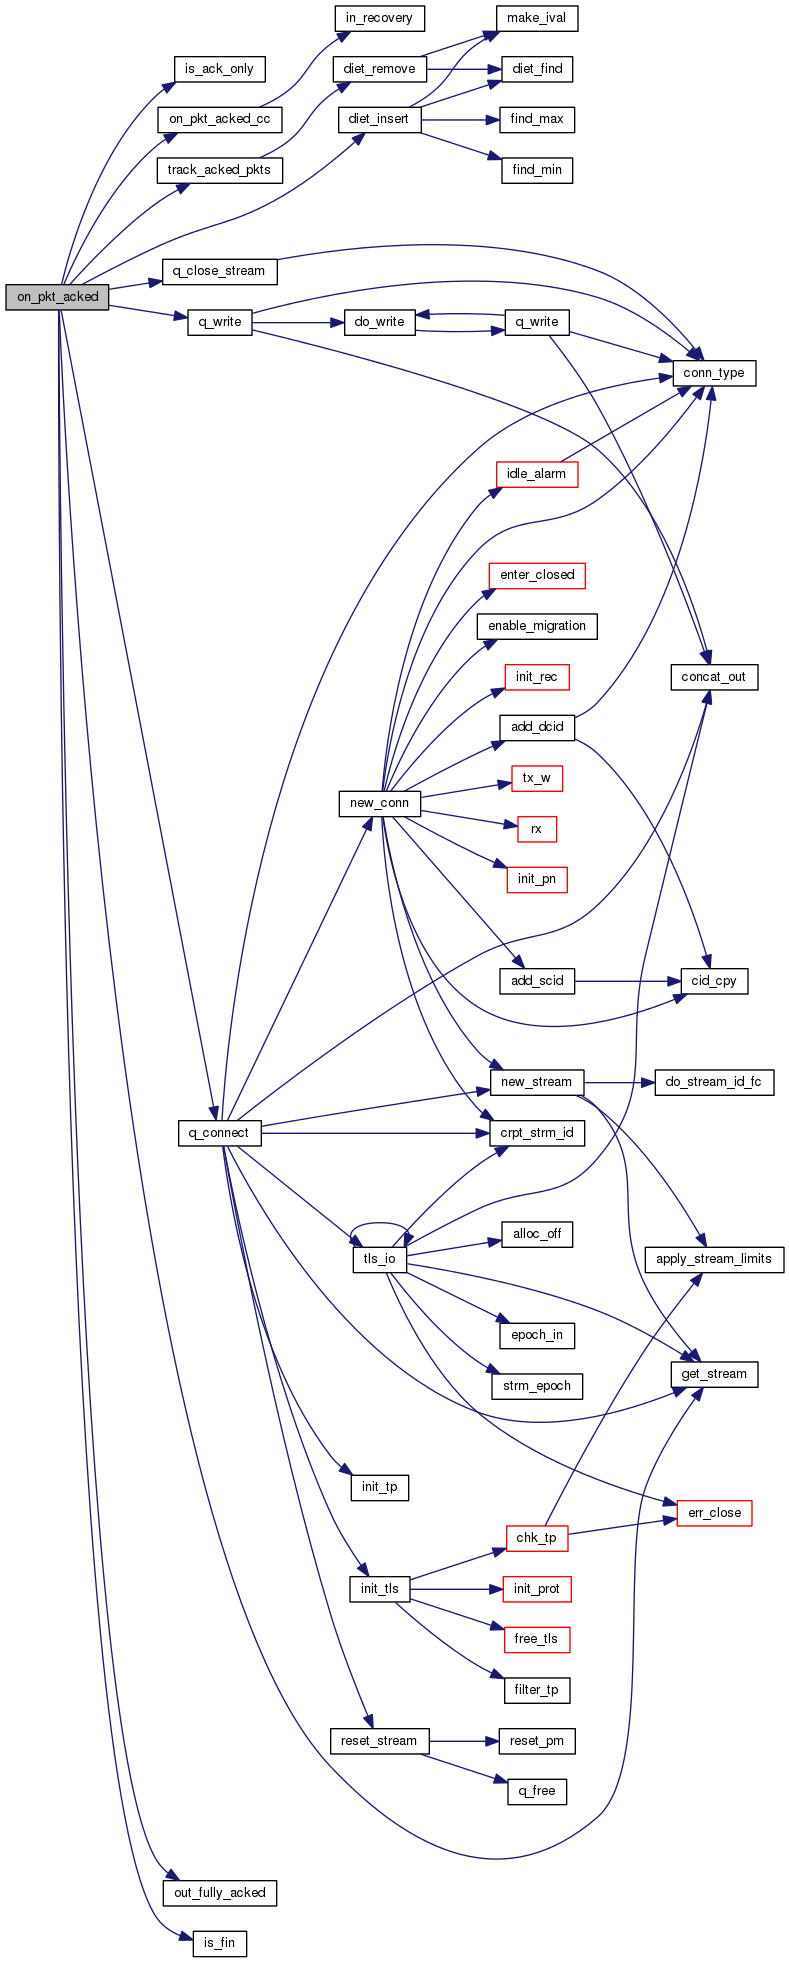 in_recovery
make_ival
is_ack_only
diet_remove
diet_find
on_pkt_acked_cc
diet_insert
find_max
track_acked_pkts
find_min
q_close_stream
on_pkt_acked
q_write
do_write
q_write
conn_type
idle_alarm
enter_closed
enable_migration
init_rec
concat_out
add_dcid
tx_w
new_conn
rx
init_pn
add_scid
cid_cpy
new_stream
do_stream_id_fc
q_connect
crpt_strm_id
alloc_off
tls_io
apply_stream_limits
epoch_in
get_stream
strm_epoch
init_tp
err_close
chk_tp
init_tls
init_prot
free_tls
filter_tp
reset_stream
reset_pm
q_free
out_fully_acked
is_fin